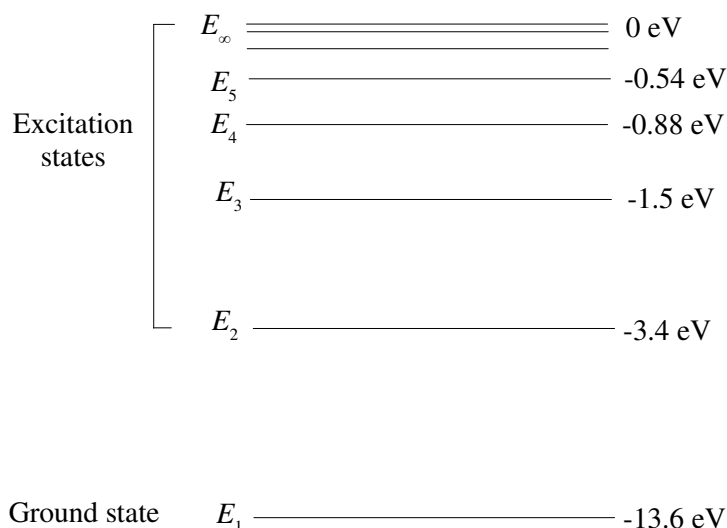 E∞ 0 eV
E5 -0.54 eV
Excitation
states
E4 -0.88 eV
E3 -1.5 eV
E2 -3.4 eV
Ground state E1 -13.6 eV